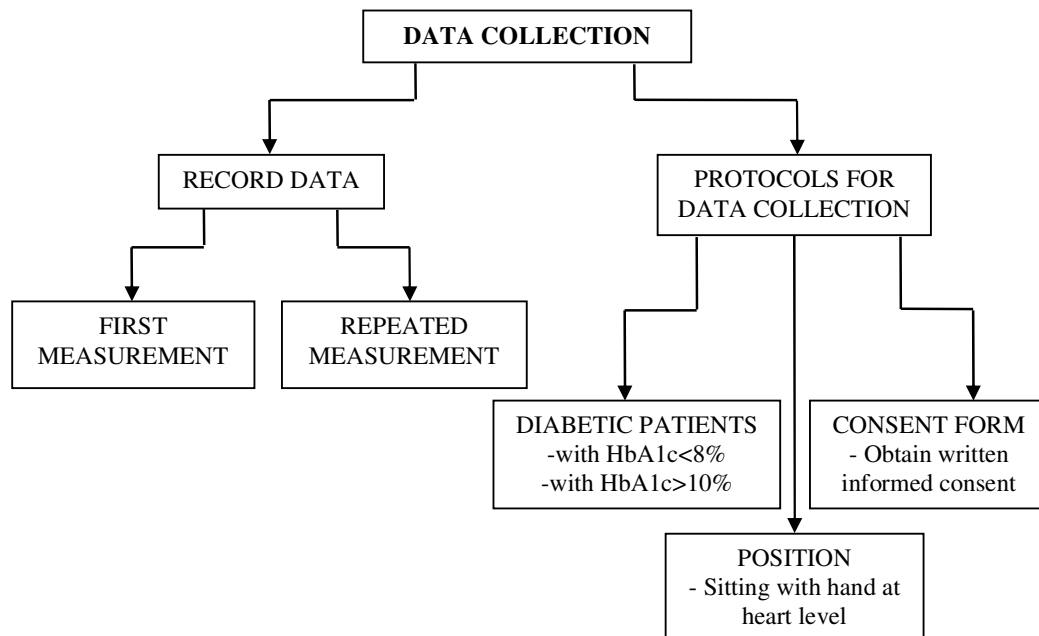 DATA COLLECTION
RECORD DATA
PROTOCOLS FOR
DATA COLLECTION
FIRST
MEASUREMENT
REPEATED
MEASUREMENT
DIABETIC PATIENTS
-with HbA1c<8%
-with HbA1c>10%
CONSENT FORM
- Obtain written
informed consent
POSITION
- Sitting with hand at
heart level